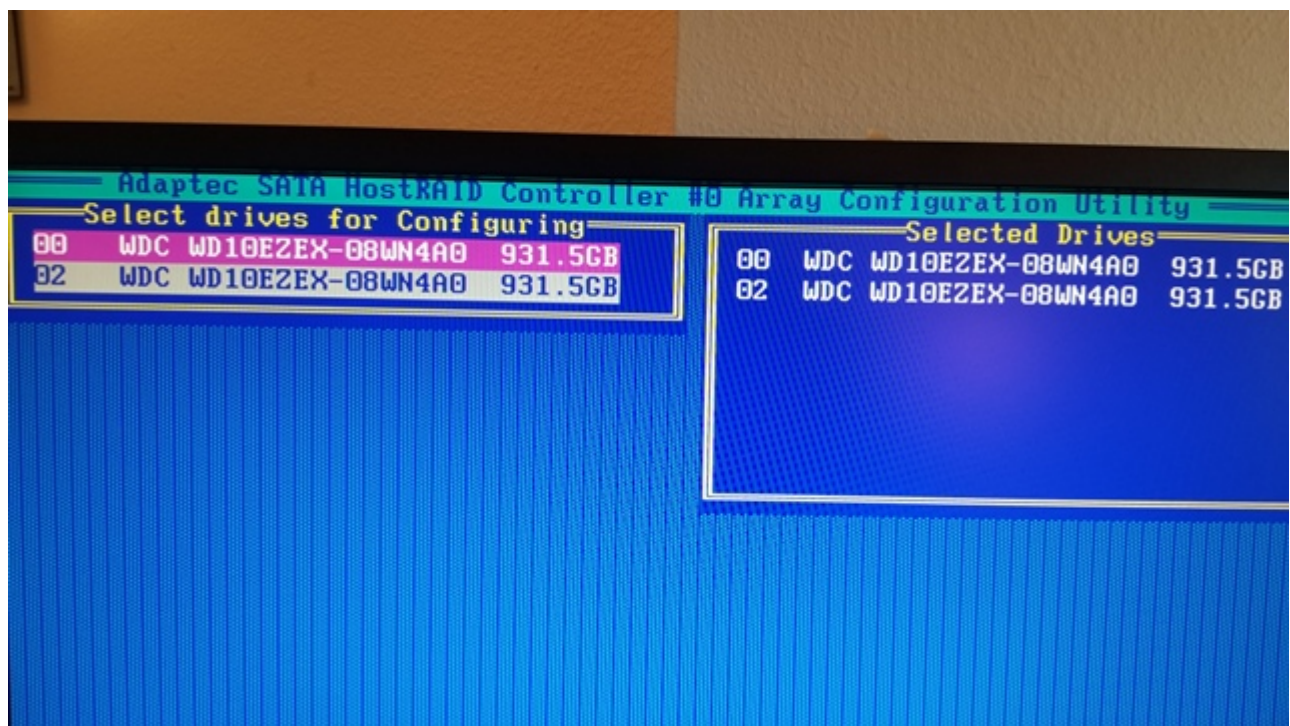 Adaptec SATA HostRAID Controller #0 Array Configuration Utility
Select drives for Configuring
00 WDC WD10EZEX-08WN4A0 931.5GB
02 WDC WD10EZEX-08WN4A0 931.5GB
Selected Drives
00 WDC WD10EZEX-08WN4A0 931.5GB
02 WDC WD10EZEX-08WN4A0 931.5GB